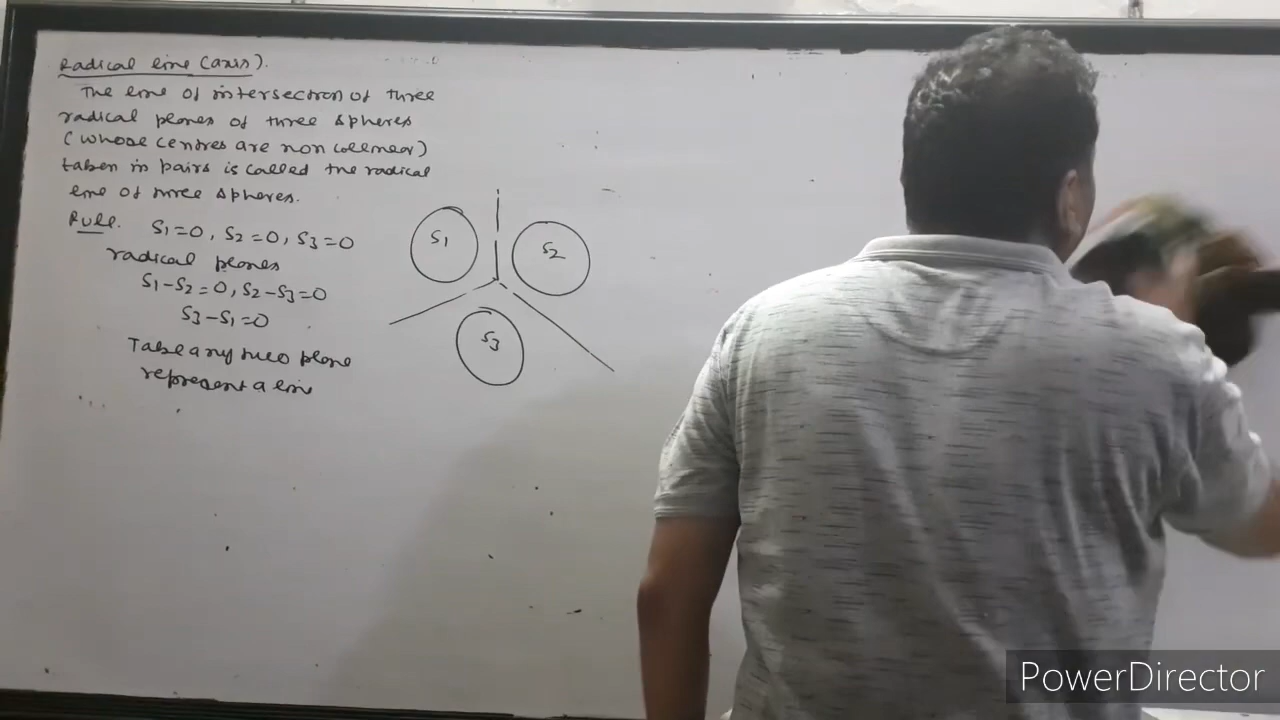 Radical line (axis).
The line of intersection of three
radical planes of three spheres
(whose centres are non collinear)
taken in pairs is called the radical
line of three spheres.
Rule. S1=0, S2=0, S3=0
radical planes
S1-S2=0, S2-S3=0
S3-S1=0
Take any two plane
represent a line
S1
S2
S3
PowerDirector